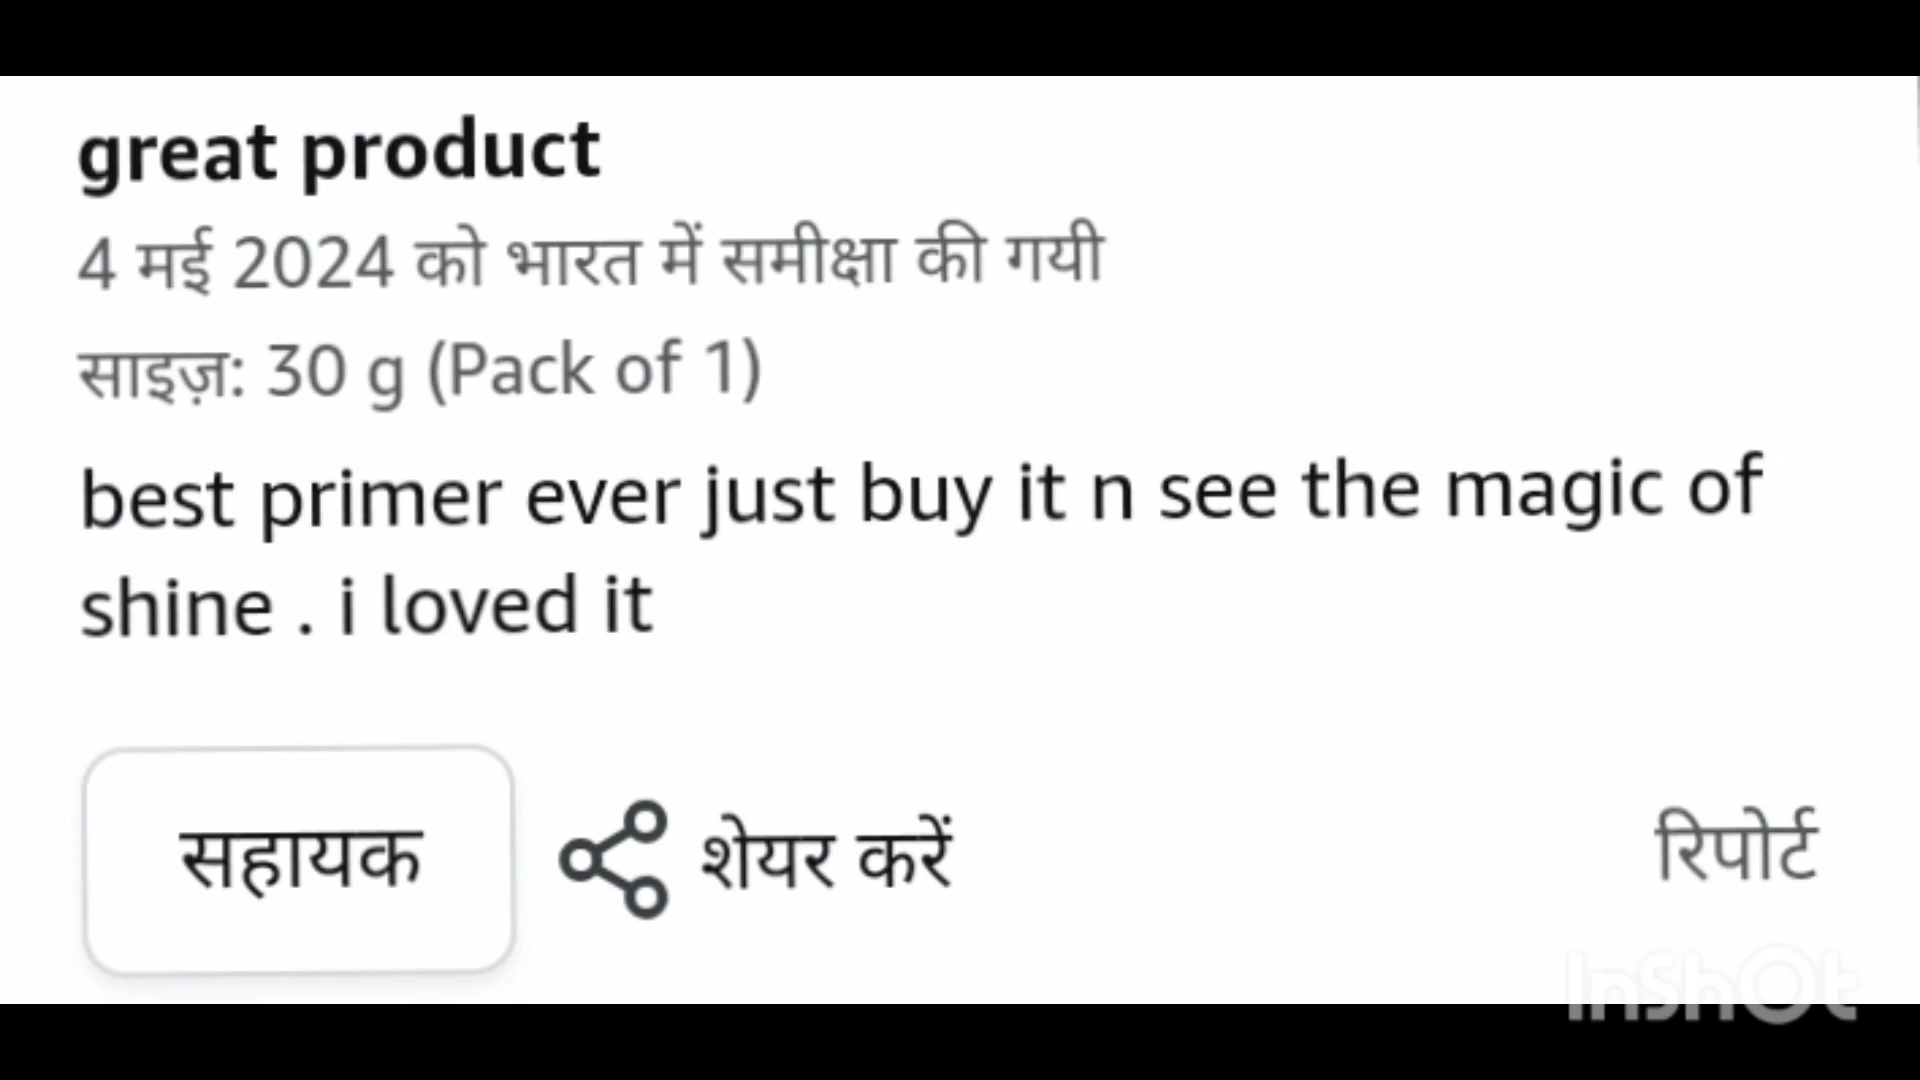 great product
4 मई 2024 को भारत में समीक्षा की गयी
साइज़: 30 g (Pack of 1)
best primer ever just buy it n see the magic of
shine . i loved it
सहायक
शेयर करें
रिपोर्ट
InShOt